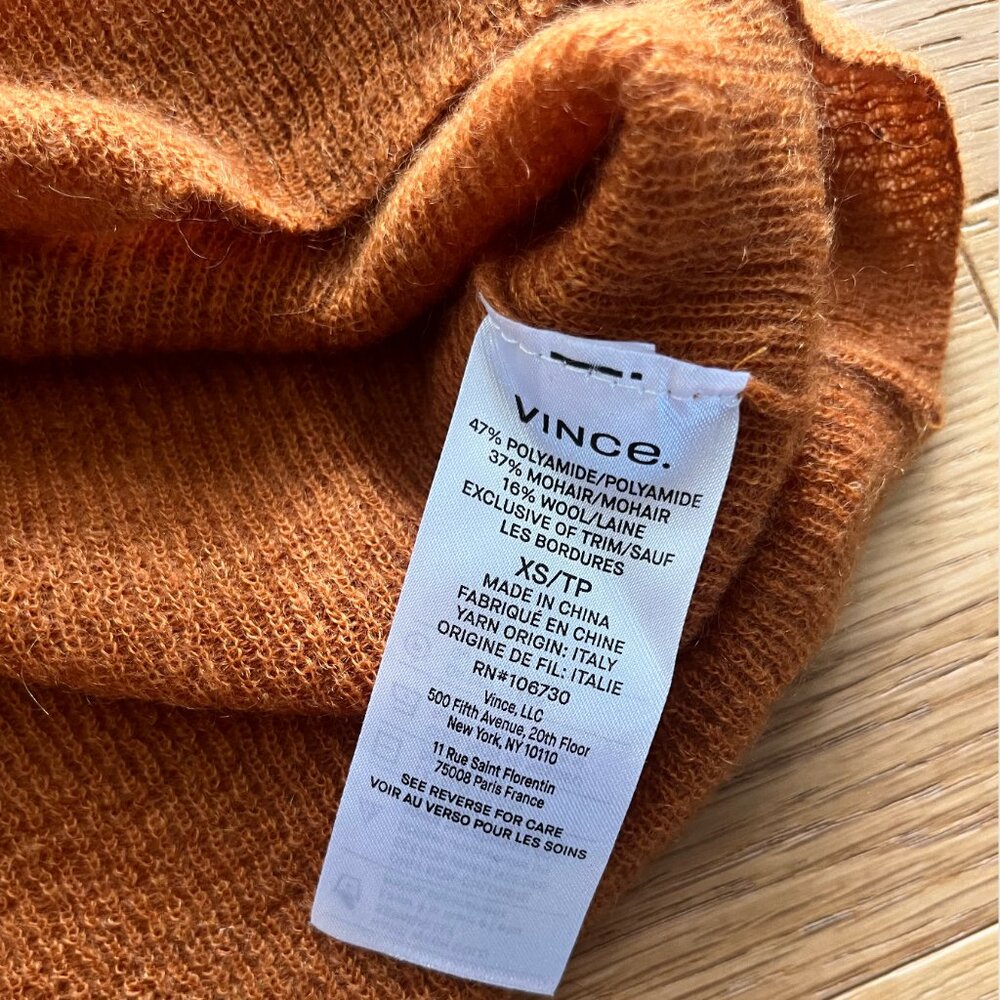 VINCe.
47% POLYAMIDE/POLYAMIDE
37% MOHAIR/MOHAIR
16% WOOL/LAINE
EXCLUSIVE OF TRIM/SAUF
LES BORDURES
XS/TP
MADE IN CHINA
FABRIQUÉ EN CHINE
YARN ORIGIN: ITALY
ORIGINE DE FIL: ITALIE
RN#106730
Vince, LLC
500 Fifth Avenue, 20th Floor
New York, NY 10110
11 Rue Saint Florentin
75008 Paris France
SEE REVERSE FOR CARE
VOIR AU VERSO POUR LES SOINS